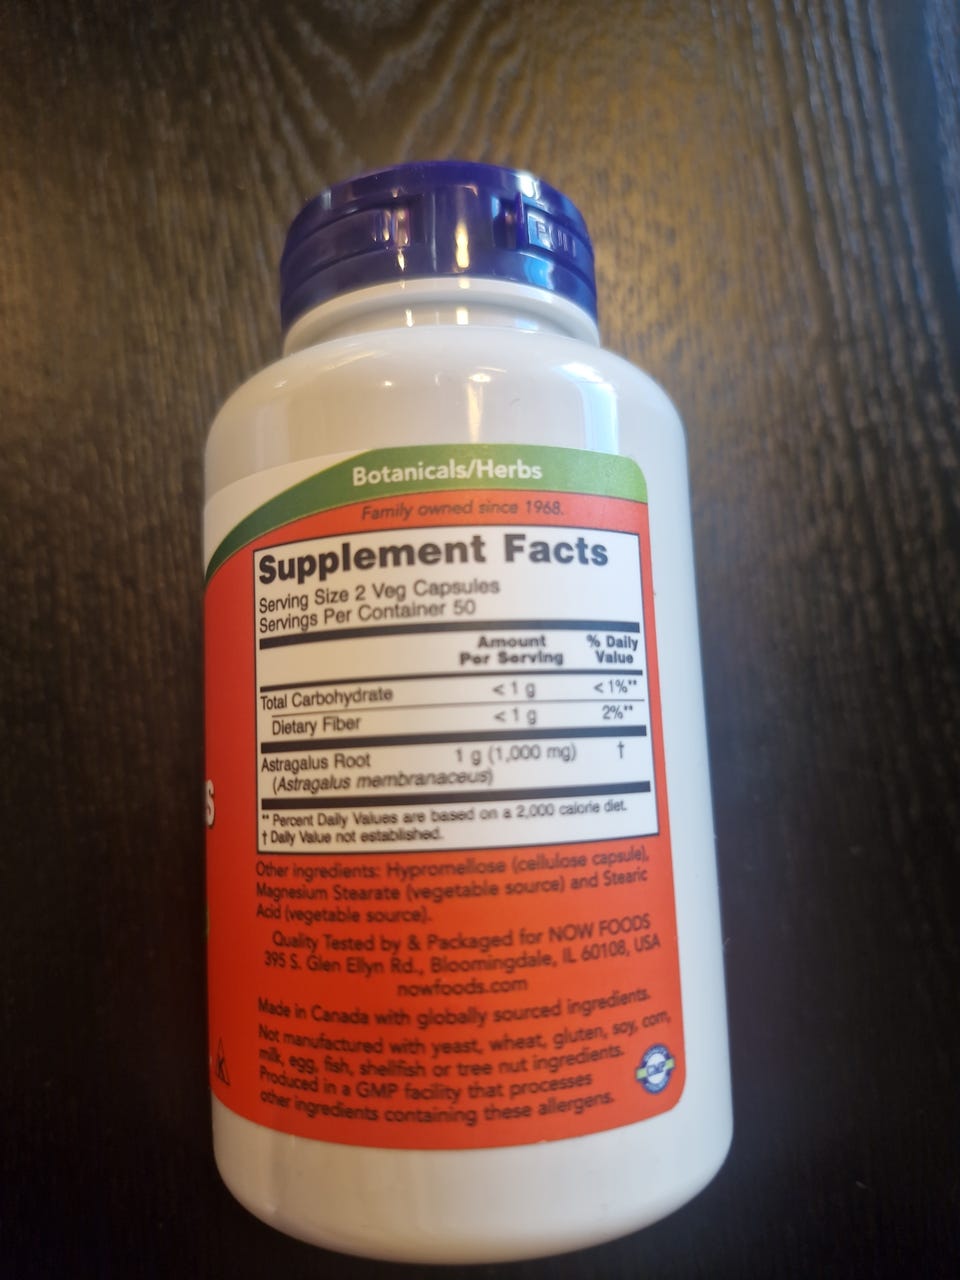 PULL
Botanicals/Herbs
Family owned since 1968.
Supplement Facts
Serving Size 2 Veg Capsules
Servings Per Container 50
Amount Per Serving % Daily Value
Total Carbohydrate < 1 g < 1%**
Dietary Fiber < 1 g 2%**
Astragalus Root 1 g (1,000 mg) †
(Astragalus membranaceus)
** Percent Daily Values are based on a 2,000 calorie diet.
† Daily Value not established.
Other ingredients: Hypromellose (cellulose capsule),
Magnesium Stearate (vegetable source) and Stearic
Acid (vegetable source).
Quality Tested by & Packaged for NOW FOODS
395 S. Glen Ellyn Rd., Bloomingdale, IL 60108, USA
nowfoods.com
Made in Canada with globally sourced ingredients.
Not manufactured with yeast, wheat, gluten, soy, corn,
milk, egg, fish, shellfish or tree nut ingredients.
Produced in a GMP facility that processes
other ingredients containing these allergens.
GMP
S
K